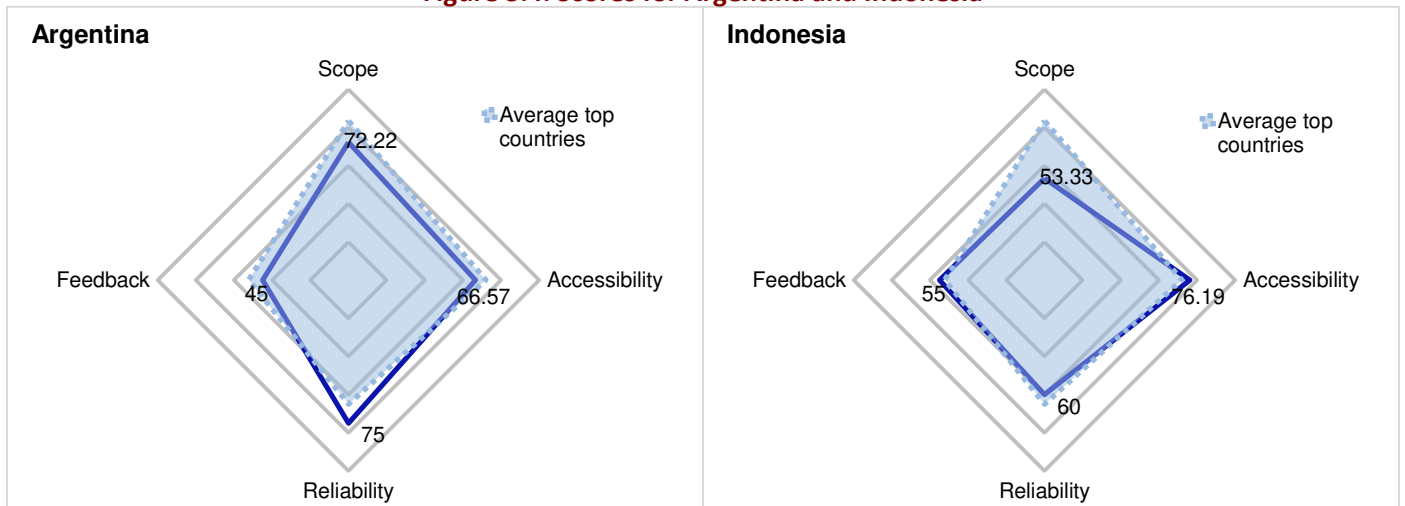 Argentina
Scope
Average top
countries
72.22
Feedback
Accessibility
45
66.57
75
Reliability
Indonesia
Scope
Average top
countries
53.33
Feedback
Accessibility
55
76.19
60
Reliability